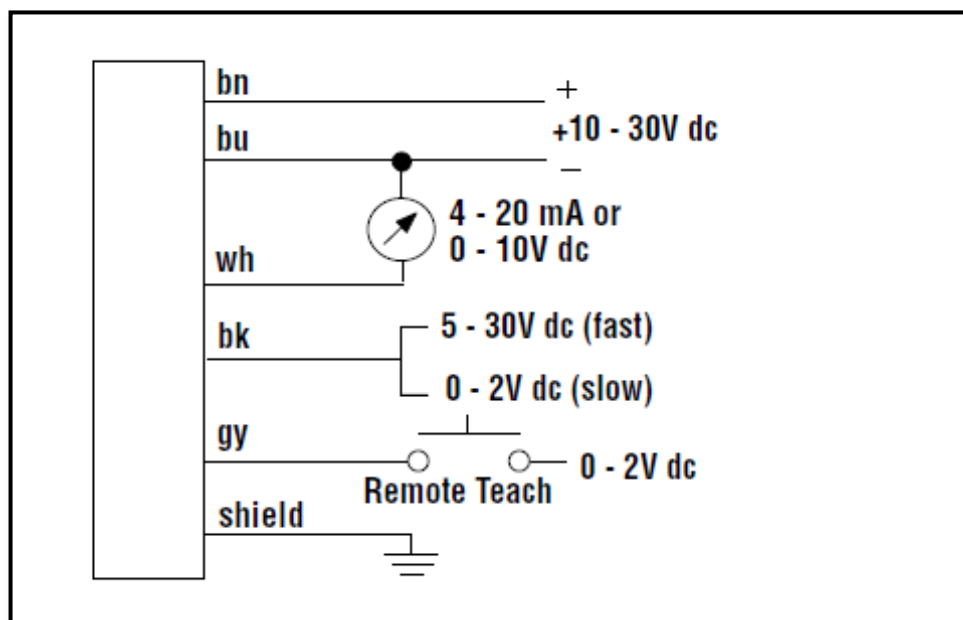 bn
+
+10 - 30V dc
bu
–
4 - 20 mA or
0 - 10V dc
wh
bk
5 - 30V dc (fast)
0 - 2V dc (slow)
gy
0 - 2V dc
Remote Teach
shield